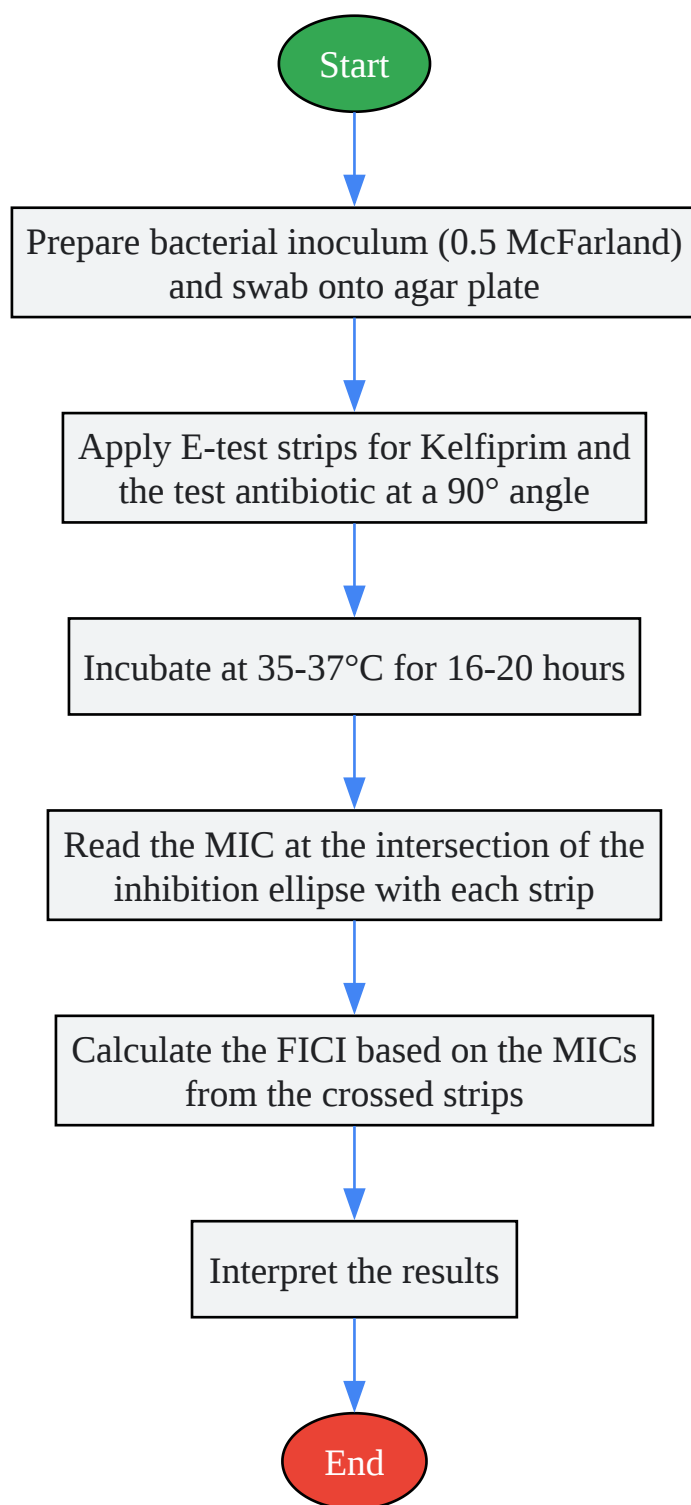 Start
Prepare bacterial inoculum (0.5 McFarland)
and swab onto agar plate
Apply E-test strips for Kelfiprim and
the test antibiotic at a 90° angle
Incubate at 35-37°C for 16-20 hours
Read the MIC at the intersection of the
inhibition ellipse with each strip
Calculate the FICI based on the MICs
from the crossed strips
Interpret the results
End